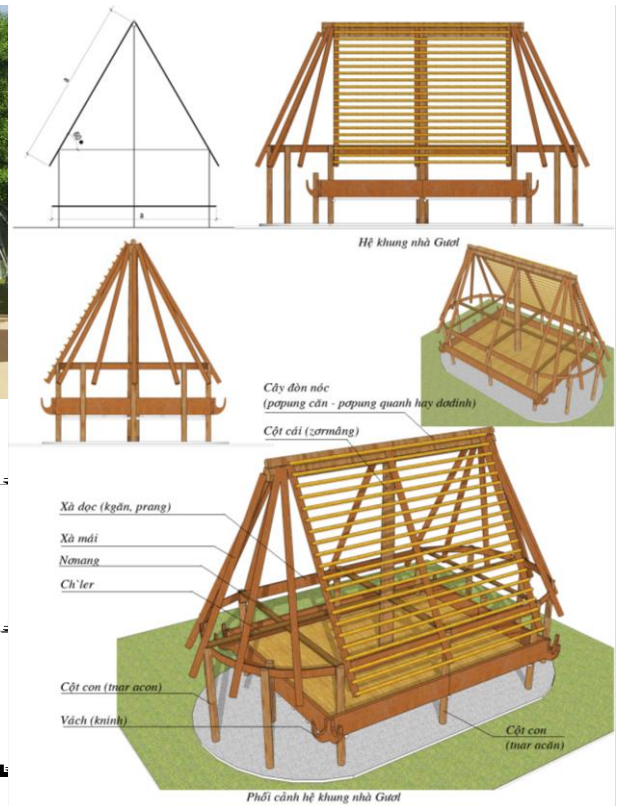 a
60°
a
Hệ khung nhà Gươl
Cây đòn nóc
(pơpung căn - pơpung quanh hay dơdinh)
Cột cái (zơrmâng)
Xà dọc (kgăn, prang)
Xà mái
Nơnang
Ch`ler
Cột con (tnar acon)
Vách (kninh)
Cột con
(tnar acăn)
Phối cảnh hệ khung nhà Gươl